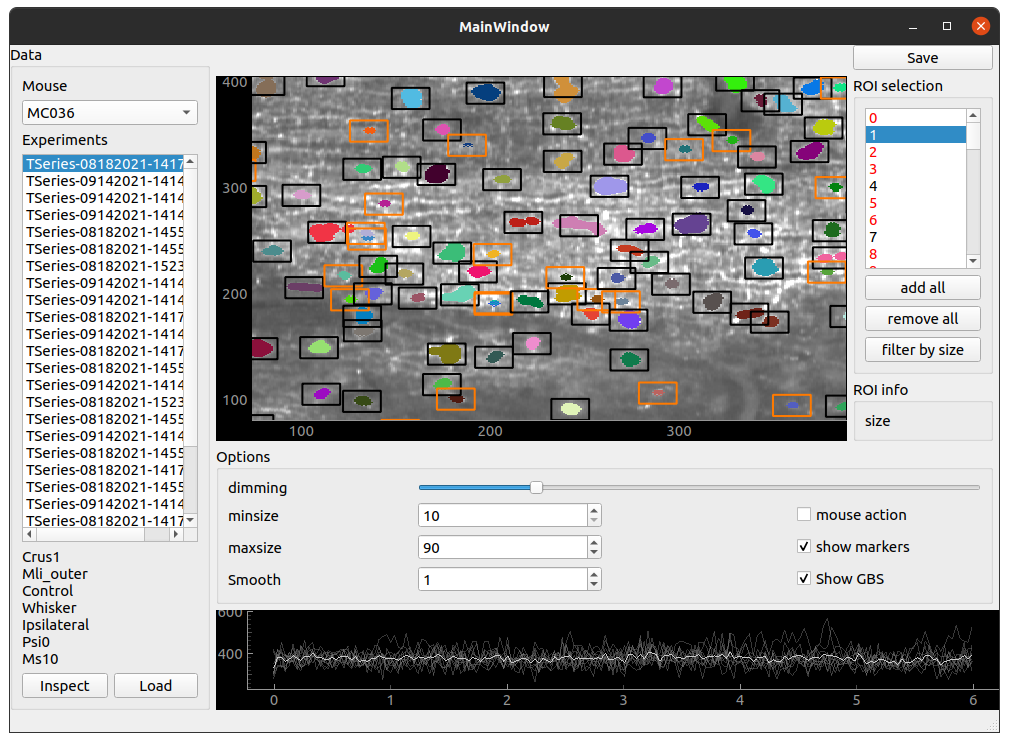 MainWindow
Data
Mouse
MC036
Experiments
TSeries-08182021-1417
TSeries-09142021-1414
TSeries-09142021-1414
TSeries-09142021-1414
TSeries-08182021-1455
TSeries-08182021-1455
TSeries-08182021-1523
TSeries-09142021-1414
TSeries-08182021-1455
TSeries-08182021-1417
TSeries-09142021-1414
TSeries-08182021-1417
TSeries-08182021-1455
TSeries-09142021-1414
TSeries-08182021-1523
TSeries-08182021-1455
TSeries-09142021-1414
TSeries-08182021-1455
TSeries-08182021-1417
TSeries-08182021-1455
TSeries-09142021-1414
TSeries-08182021-1417
Crus1
Mli_outer
Control
Whisker
Ipsilateral
Psi0
Ms10
Inspect Load
400
300
200
100
100 200 300
Options
dimming
minsize 10
maxsize 90
Smooth 1
mouse action
show markers
Show GBS
600
400
0 1 2 3 4 5 6
Save
ROI selection
0
1
2
3
4
5
6
7
8
add all
remove all
filter by size
ROI info
size